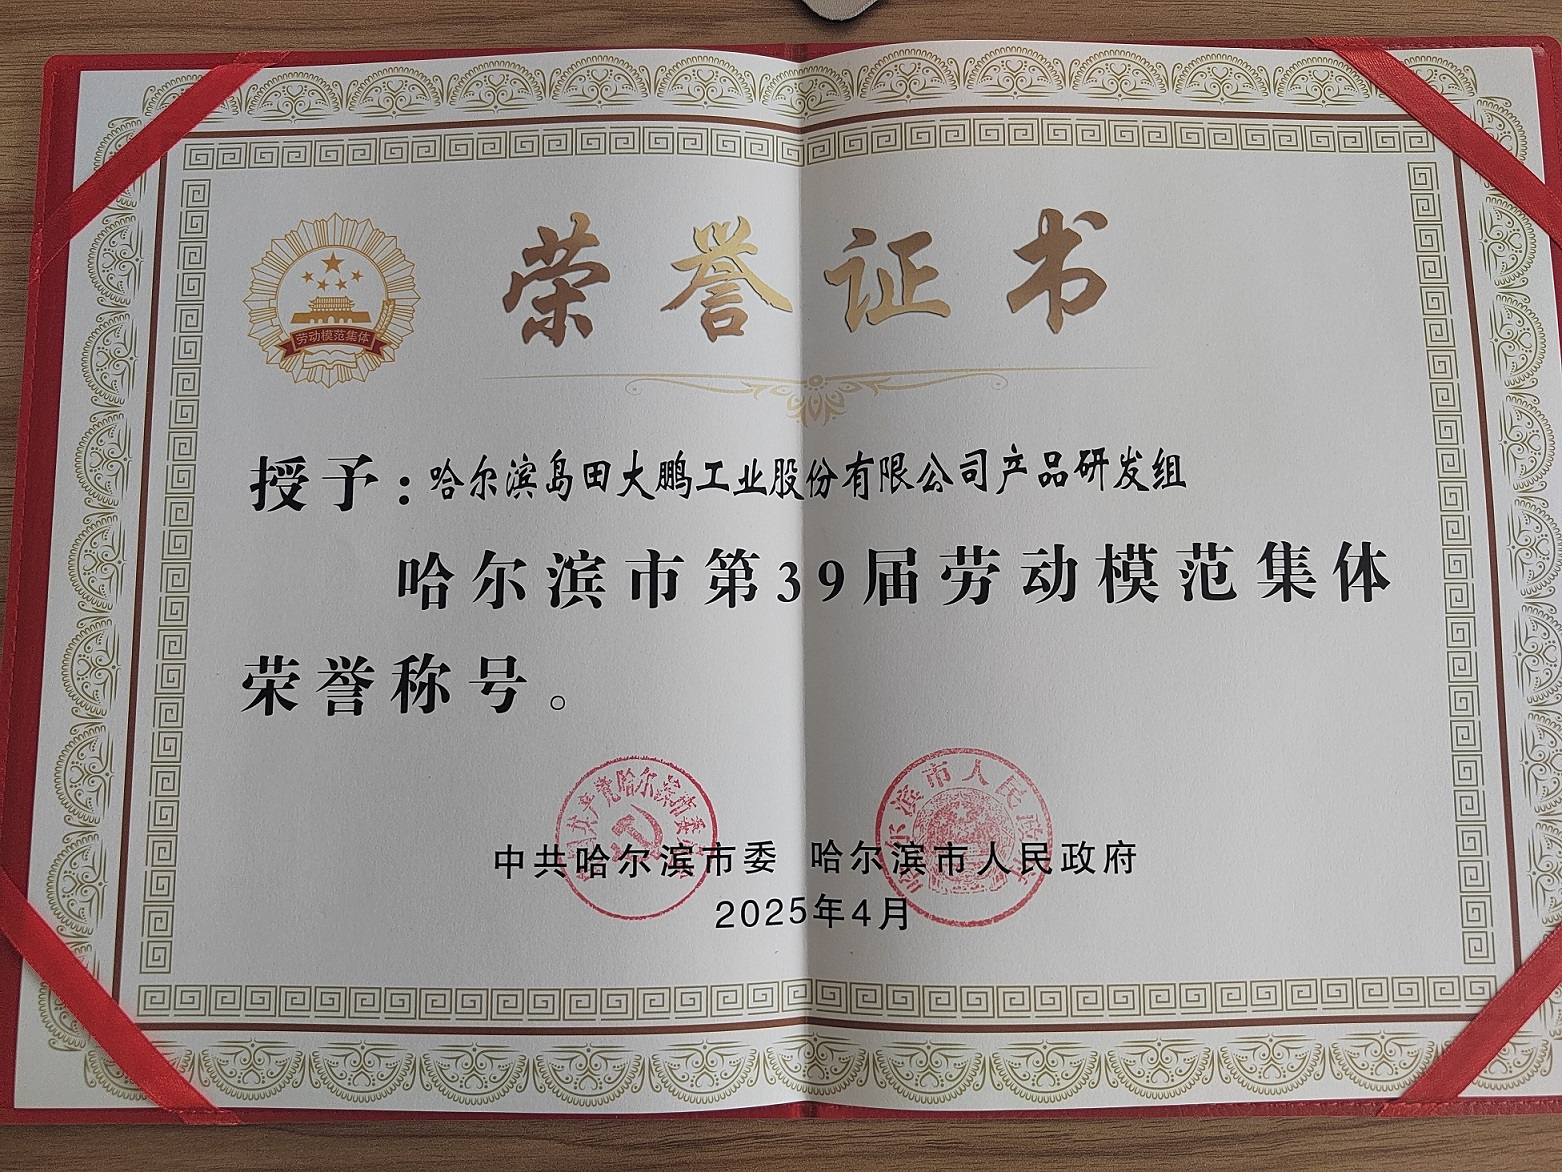 荣誉证书
劳动模范集体
授予：哈尔滨岛田大鹏工业股份有限公司产品研发组
哈尔滨市第39届劳动模范集体
荣誉称号。
中共哈尔滨市委 哈尔滨市人民政府
2025年4月